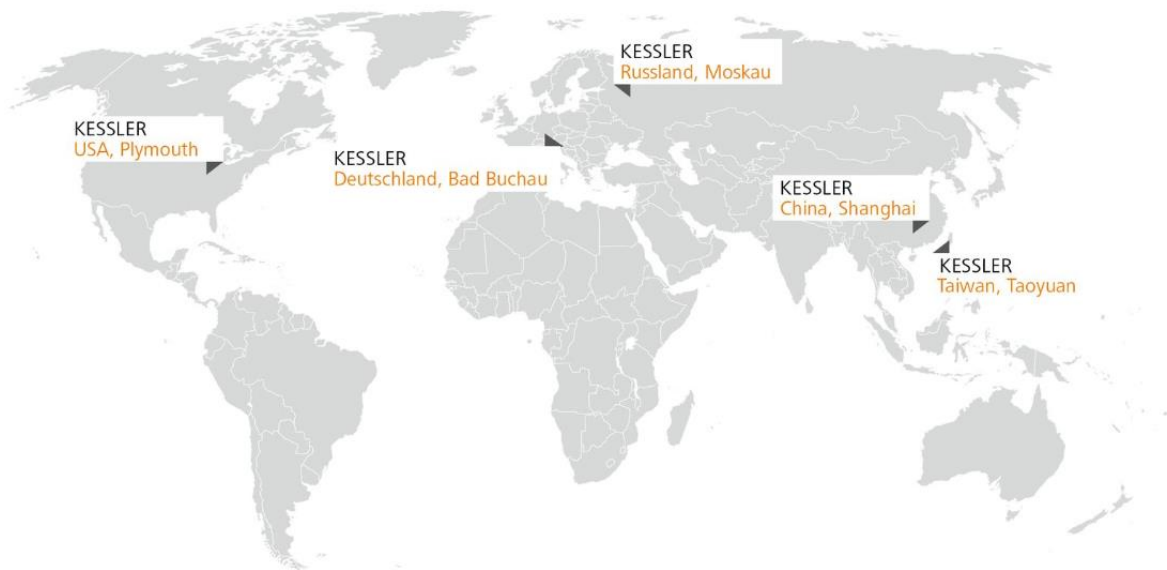 KESSLER
Russland, Moskau
KESSLER
USA, Plymouth
KESSLER
Deutschland, Bad Buchau
KESSLER
China, Shanghai
KESSLER
Taiwan, Taoyuan